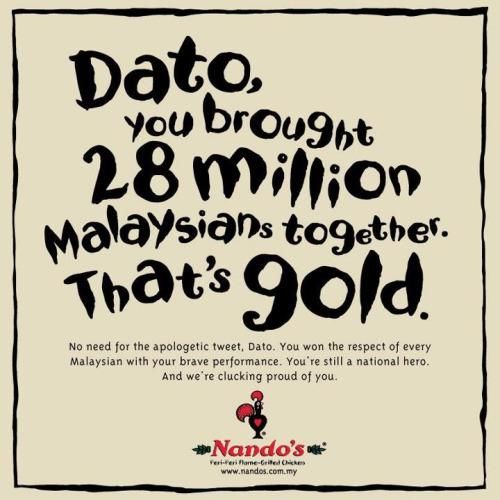 Dato,
you brought
28 million
Malaysians together.
That's gold.
No need for the apologetic tweet, Dato. You won the respect of every
Malaysian with your brave performance. You're still a national hero.
And we're clucking proud of you.
Nando's®
Peri-Peri Flame-Grilled Chicken
www.nandos.com.my